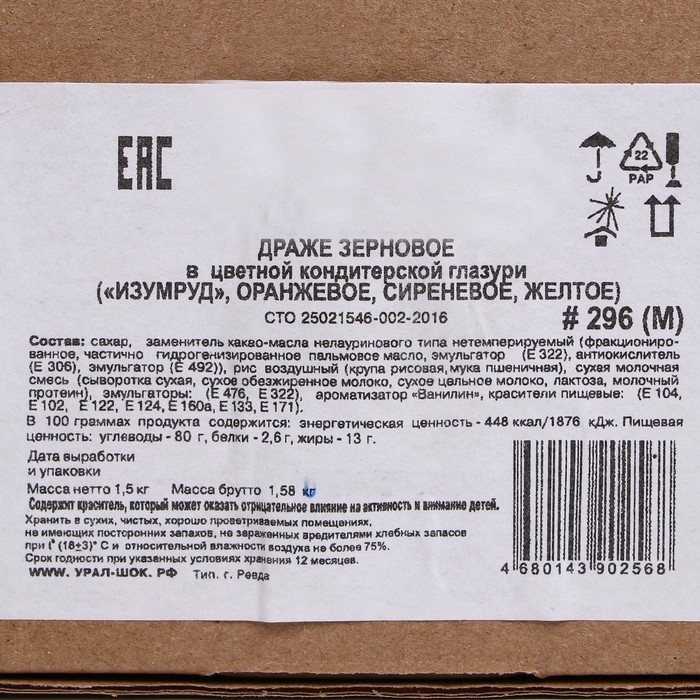 EAC
22
PAP
ДРАЖЕ ЗЕРНОВОЕ
в цветной кондитерской глазури
(«ИЗУМРУД», ОРАНЖЕВОЕ, СИРЕНЕВОЕ, ЖЕЛТОЕ)
СТО 25021546-002-2016
# 296 (М)
Состав: сахар, заменитель какао-масла нелауринового типа нетемперируемый (фракциониро-
ванное, частично гидрогенизированное пальмовое масло, эмульгатор (Е 322), антиокислитель
(Е 306), эмульгатор (Е 492)), рис воздушный (крупа рисовая, мука пшеничная), сухая молочная
смесь (сыворотка сухая, сухое обезжиренное молоко, сухое цельное молоко, лактоза, молочный
протеин), эмульгаторы: (Е 476, Е 322), ароматизатор «Ванилин», красители пищевые: (Е 104,
Е 102, Е 122, Е 124, Е 160а, Е 133, Е 171).
В 100 граммах продукта содержится: энергетическая ценность - 448 ккал/1876 кДж. Пищевая
ценность: углеводы - 80 г, белки - 2,6 г, жиры - 13 г.
Дата выработки
и упаковки
Масса нетто 1,5 кг Масса брутто 1,58 кг
Содержит краситель, который может оказать отрицательное влияние на активность и внимание детей.
Хранить в сухих, чистых, хорошо проветриваемых помещениях,
не имеющих посторонних запахов, не зараженных вредителями хлебных запасов
при t° (18±3)° С и относительной влажности воздуха не более 75%.
Срок годности при указанных условиях хранения 12 месяцев.
WWW. УРАЛ-ШОК. РФ Тип. г. Ревда
4 680143 902568